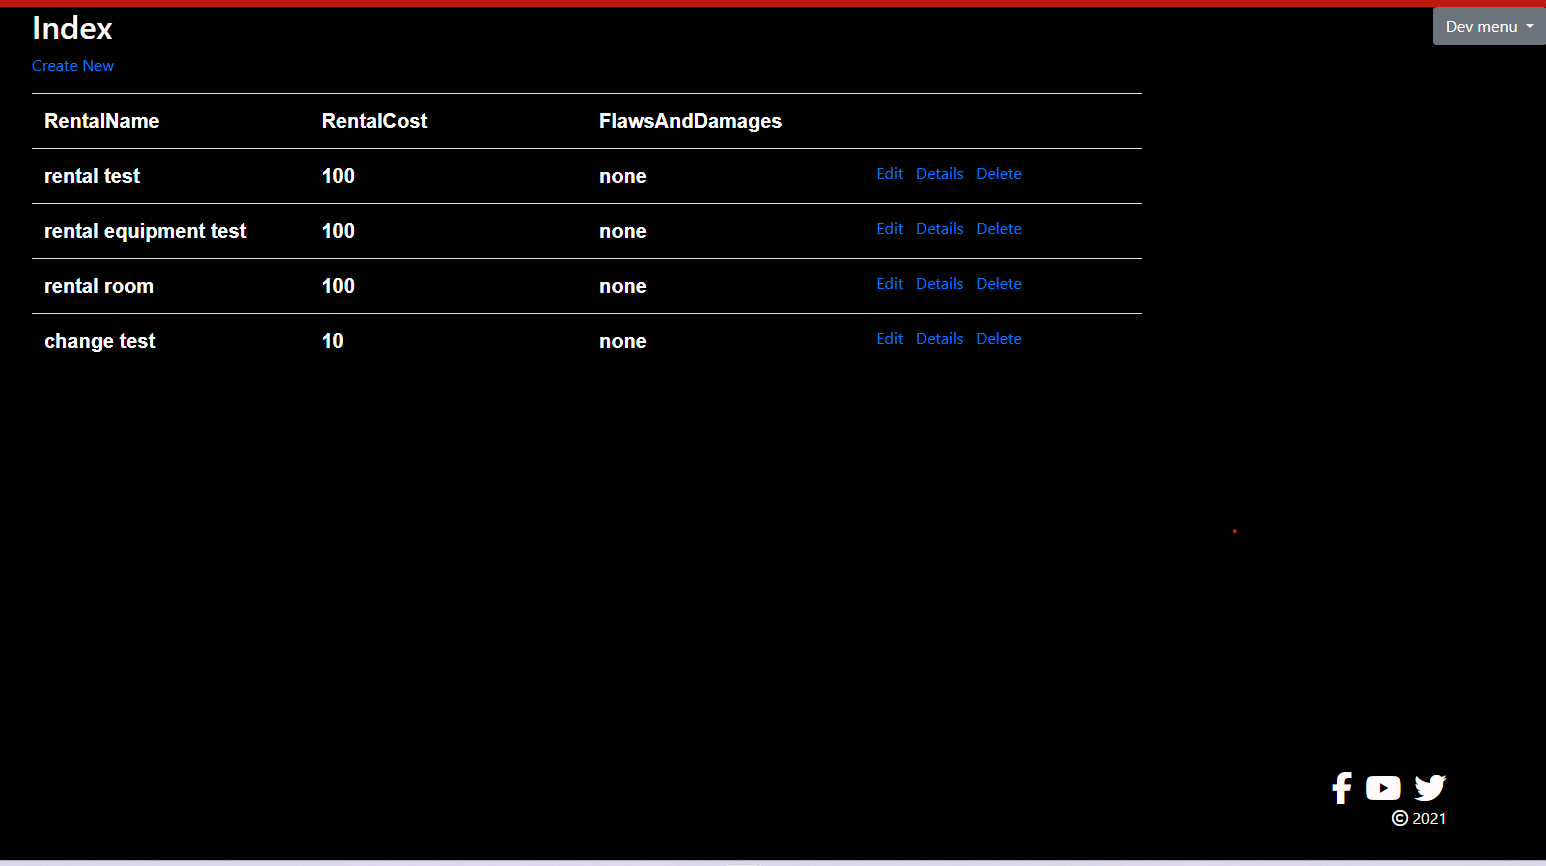 Index
Dev menu
Create New
RentalName RentalCost FlawsAndDamages
rental test 100 none Edit Details Delete
rental equipment test 100 none Edit Details Delete
rental room 100 none Edit Details Delete
change test 10 none Edit Details Delete
© 2021